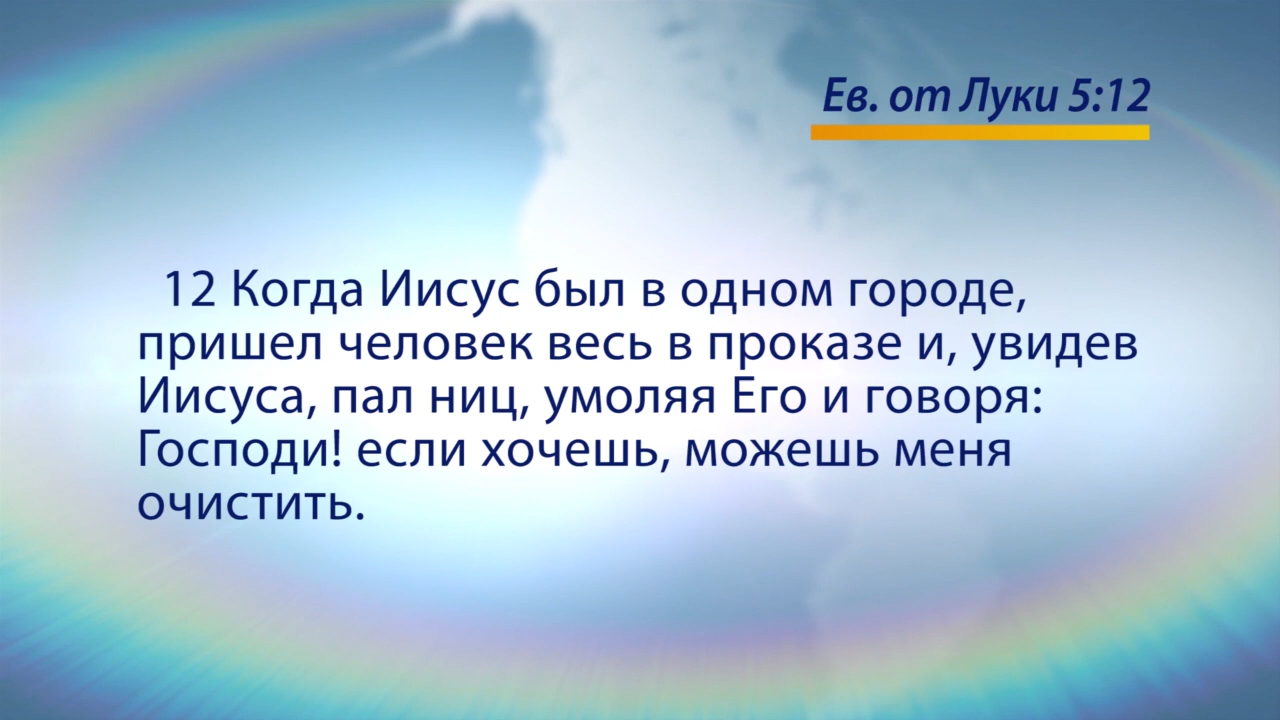 Ев. от Луки 5:12
12 Когда Иисус был в одном городе,
пришел человек весь в проказе и, увидев
Иисуса, пал ниц, умоляя Его и говоря:
Господи! если хочешь, можешь меня
очистить.